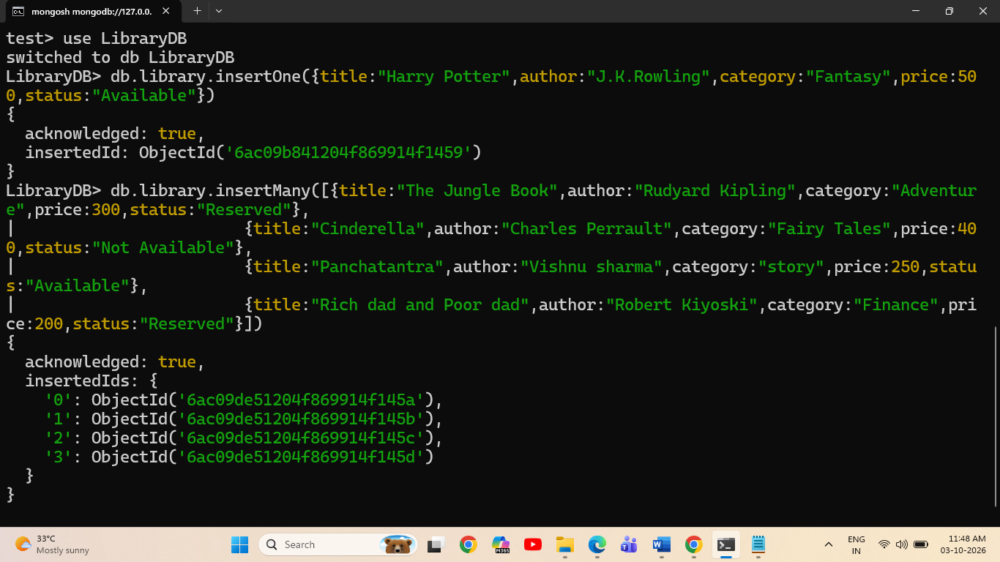 mongosh mongodb://127.0.0.
test> use LibraryDB
switched to db LibraryDB
LibraryDB> db.library.insertOne({title:"Harry Potter",author:"J.K.Rowling",category:"Fantasy",price:50
0,status:"Available"})
{
  acknowledged: true,
  insertedId: ObjectId('6ac09b841204f869914f1459')
}
LibraryDB> db.library.insertMany([{title:"The Jungle Book",author:"Rudyard Kipling",category:"Adventur
e",price:300,status:"Reserved"},
|                        {title:"Cinderella",author:"Charles Perrault",category:"Fairy Tales",price:40
0,status:"Not Available"},
|                        {title:"Panchatantra",author:"Vishnu sharma",category:"story",price:250,statu
s:"Available"},
|                        {title:"Rich dad and Poor dad",author:"Robert Kiyoski",category:"Finance",pri
ce:200,status:"Reserved"}])
{
  acknowledged: true,
  insertedIds: {
    '0': ObjectId('6ac09de51204f869914f145a'),
    '1': ObjectId('6ac09de51204f869914f145b'),
    '2': ObjectId('6ac09de51204f869914f145c'),
    '3': ObjectId('6ac09de51204f869914f145d')
  }
}
33°C
Mostly sunny
Search
M365
ENG
IN
11:48 AM
03-10-2026